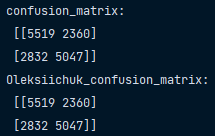 confusion_matrix:
[[5519 2360]
[2832 5047]]
Oleksiichuk_confusion_matrix:
[[5519 2360]
[2832 5047]]